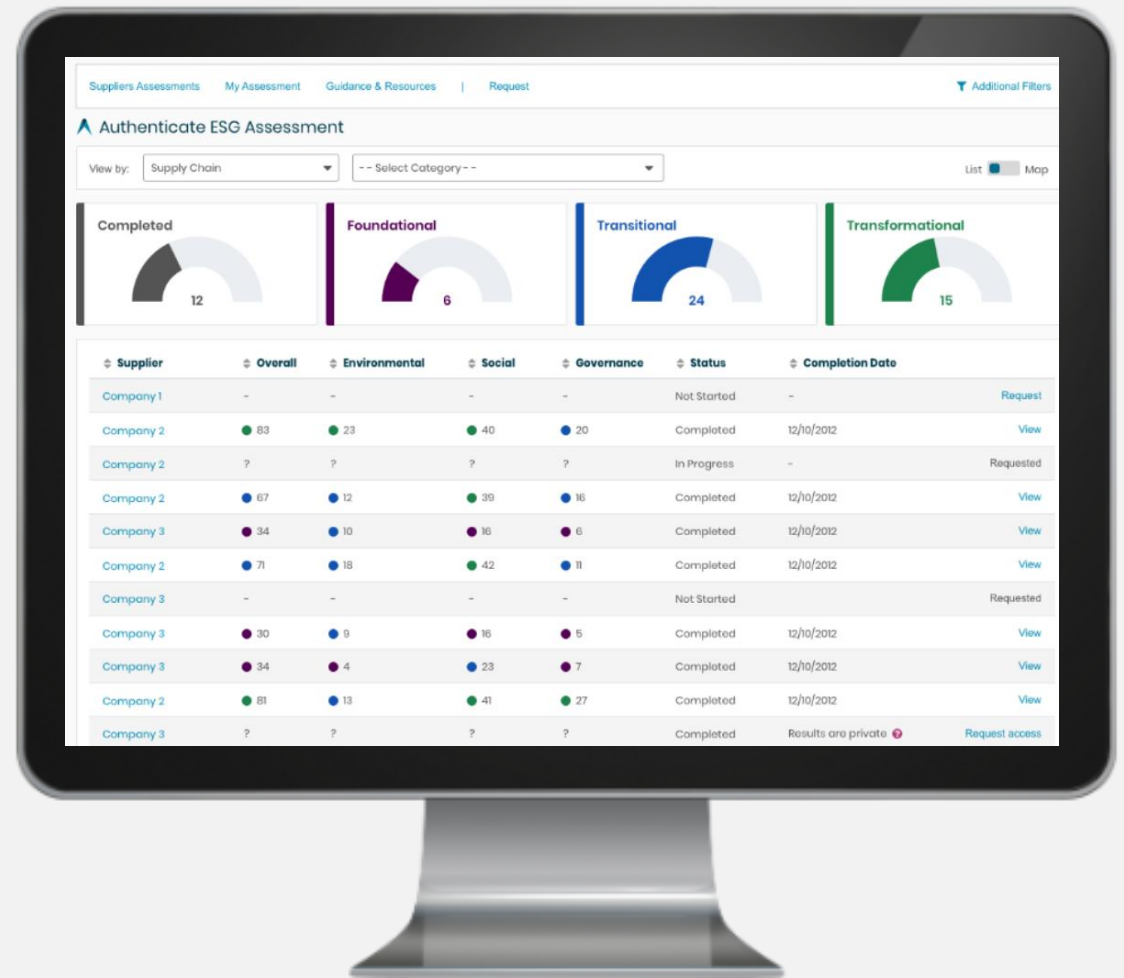 Suppliers Assessments My Assessment Guidance & Resources | Request Additional Filters
Authenticate ESG Assessment
View by: Supply Chain -- Select Category -- List Map
Completed Foundational Transitional Transformational
12 6 24 15
Supplier Overall Environmental Social Governance Status Completion Date
Company 1 - - - - Not Started - Request
Company 2 83 23 40 20 Completed 12/10/2012 View
Company 2 ? ? ? ? In Progress - Requested
Company 2 67 12 39 16 Completed 12/10/2012 View
Company 3 34 10 16 6 Completed 12/10/2012 View
Company 2 71 18 42 11 Completed 12/10/2012 View
Company 3 - - - - Not Started Requested
Company 3 30 9 16 5 Completed 12/10/2012 View
Company 3 34 4 23 7 Completed 12/10/2012 View
Company 2 81 13 41 27 Completed 12/10/2012 View
Company 3 ? ? ? ? Completed Results are private ? Request access